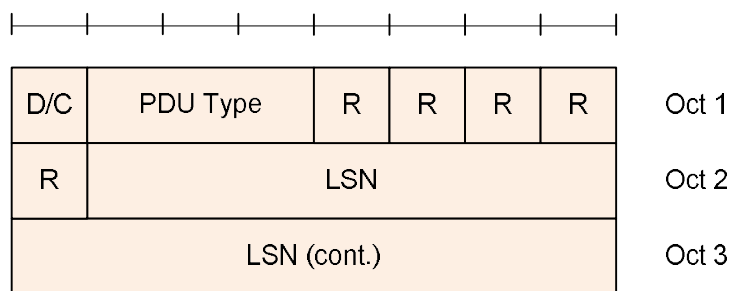 D/C PDU Type R R R R Oct 1
R LSN Oct 2
LSN (cont.) Oct 3